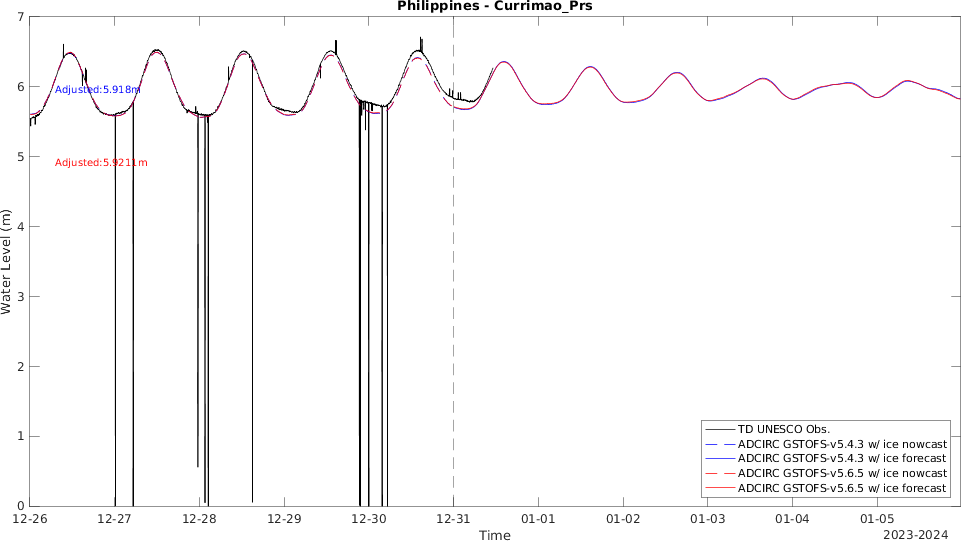 Philippines - Currimao_Prs
7
6
5
4
3
2
1
0
Water Level (m)
Adjusted:5.918m
Adjusted:5.9211m
TD UNESCO Obs.
ADCIRC GSTOFS-v5.4.3 w/ ice nowcast
ADCIRC GSTOFS-v5.4.3 w/ ice forecast
ADCIRC GSTOFS-v5.6.5 w/ ice nowcast
ADCIRC GSTOFS-v5.6.5 w/ ice forecast
12-26 12-27 12-28 12-29 12-30 12-31 01-01 01-02 01-03 01-04 01-05
Time
2023-2024